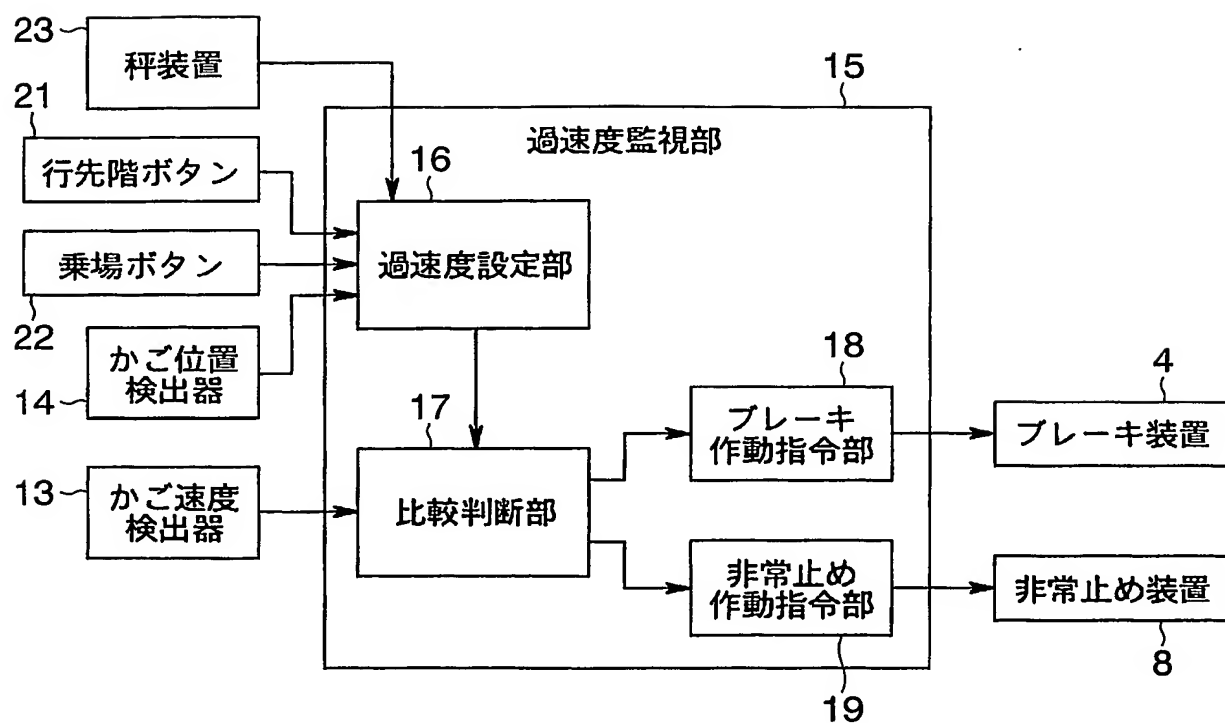 23
秤装置
21
行先階ボタン
乗場ボタン
22
かご位置
検出器
14
13
かご速度
検出器
15
過速度監視部
16
過速度設定部
17
比較判断部
18
ブレーキ
作動指令部
非常止め
作動指令部
19
4
ブレーキ装置
非常止め装置
8